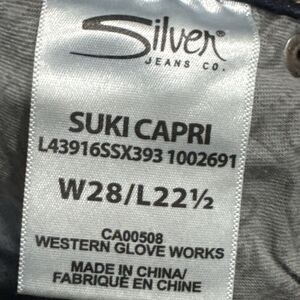 Silver®
JEANS CO.
SUKI CAPRI
L43916SSX393 1002691
W28/L22½
CA00508
WESTERN GLOVE WORKS
MADE IN CHINA/
FABRIQUÉ EN CHINE